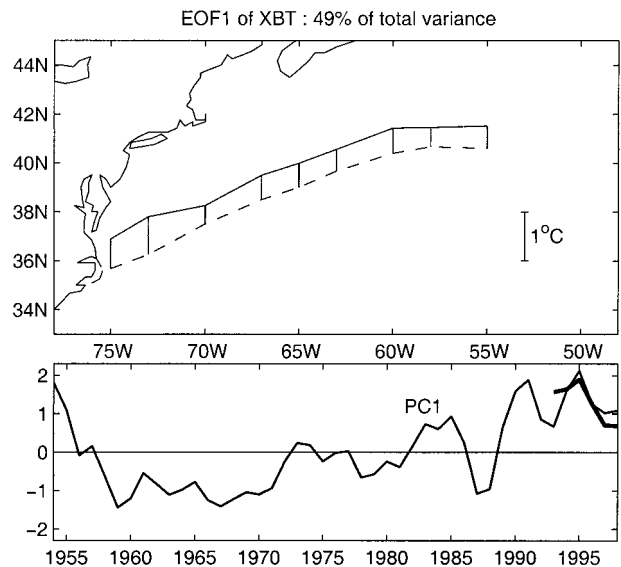 EOF1 of XBT : 49% of total variance
44N
42N
40N
38N
36N
34N
1°C
75W 70W 65W 60W 55W 50W
2
1
0
−1
−2
PC1
1955 1960 1965 1970 1975 1980 1985 1990 1995